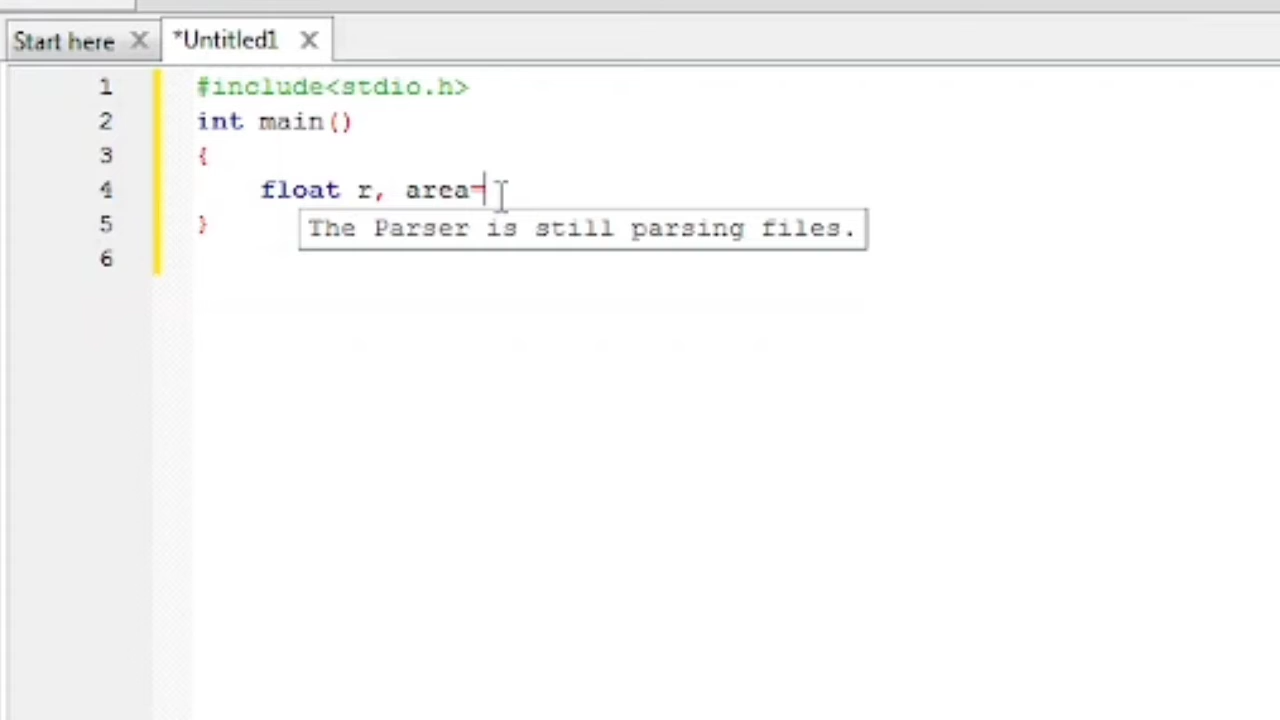 Start here
*Untitled1
1 #include<stdio.h>
2 int main()
3 {
4 float r, area=
The Parser is still parsing files.
5 }
6